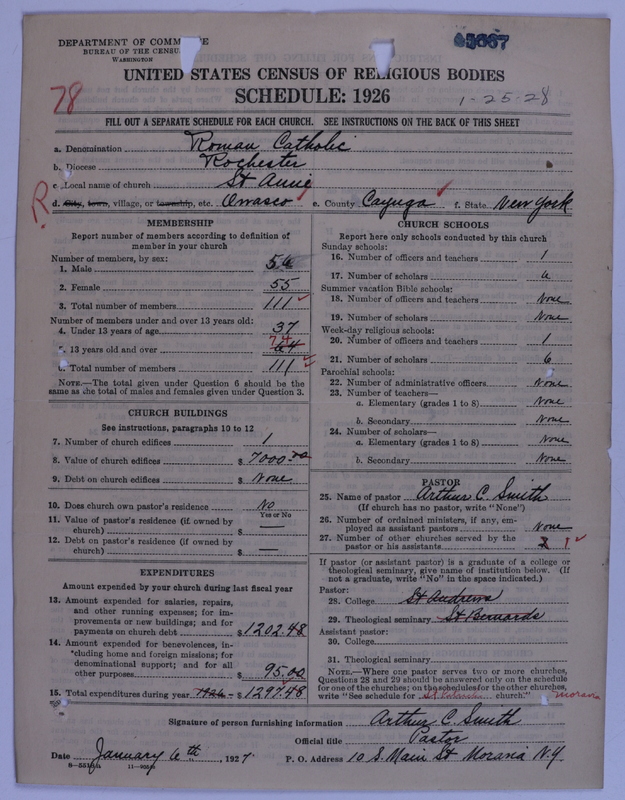 DEPARTMENT OF COMMERCE
BUREAU OF THE CENSUS
WASHINGTON
05667
UNITED STATES CENSUS OF RELIGIOUS BODIES
78
SCHEDULE: 1926
1-25-28
FILL OUT A SEPARATE SCHEDULE FOR EACH CHURCH. SEE INSTRUCTIONS ON THE BACK OF THIS SHEET
a. Denomination Roman Catholic
b. Diocese Rochester
c. Local name of church St Anne
R
d. City, town, village, or township, etc. Owasco e. County Cayuga f. State New York
MEMBERSHIP
Report number of members according to definition of
member in your church
Number of members, by sex:
1. Male 56
2. Female 55
3. Total number of members 111
Number of members under and over 13 years old:
4. Under 13 years of age 37
5. 13 years old and over 74 64
6. Total number of members 111
NOTE.—The total given under Question 6 should be the
same as the total of males and females given under Question 3.
CHURCH BUILDINGS
See instructions, paragraphs 10 to 12
7. Number of church edifices 1
8. Value of church edifices $ 7000.00
9. Debt on church edifices $ None
10. Does church own pastor's residence? No
Yes or No
11. Value of pastor's residence (if owned by
church) $ —
12. Debt on pastor's residence (if owned by
church) $ —
EXPENDITURES
Amount expended by your church during last fiscal year
13. Amount expended for salaries, repairs,
and other running expenses; for im-
provements or new buildings; and for
payments on church debt $ 1202.48
14. Amount expended for benevolences, in-
cluding home and foreign missions; for
denominational support; and for all
other purposes $ 95.00
15. Total expenditures during year 1926 - $ 1297.48
CHURCH SCHOOLS
Report here only schools conducted by this church
Sunday schools:
16. Number of officers and teachers 1
17. Number of scholars 6
Summer vacation Bible schools:
18. Number of officers and teachers None
19. Number of scholars None
Week-day religious schools:
20. Number of officers and teachers 1
21. Number of scholars 6
Parochial schools:
22. Number of administrative officers None
23. Number of teachers—
a. Elementary (grades 1 to 8) None
b. Secondary None
24. Number of scholars—
a. Elementary (grades 1 to 8) None
b. Secondary None
PASTOR
25. Name of pastor Arthur C. Smith
(If church has no pastor, write "None")
26. Number of ordained ministers, if any, em-
ployed as assistant pastors None
27. Number of other churches served by the
pastor or his assistants 2 1
If pastor (or assistant pastor) is a graduate of a college or
theological seminary, give name of institution below. (If
not a graduate, write "No" in the space indicated.)
Pastor:
28. College St Andrews
29. Theological seminary St Bernards
Assistant pastor:
30. College
31. Theological seminary
NOTE.—Where one pastor serves two or more churches,
Questions 28 and 29 should be answered only on the schedule
for one of the churches; on the schedules for the other churches,
write "See schedule for St Patricks church." Moravia
Signature of person furnishing information Arthur C. Smith
Official title Pastor
Date January 6th, 1927 P. O. Address 10 S. Main St Moravia N.Y.